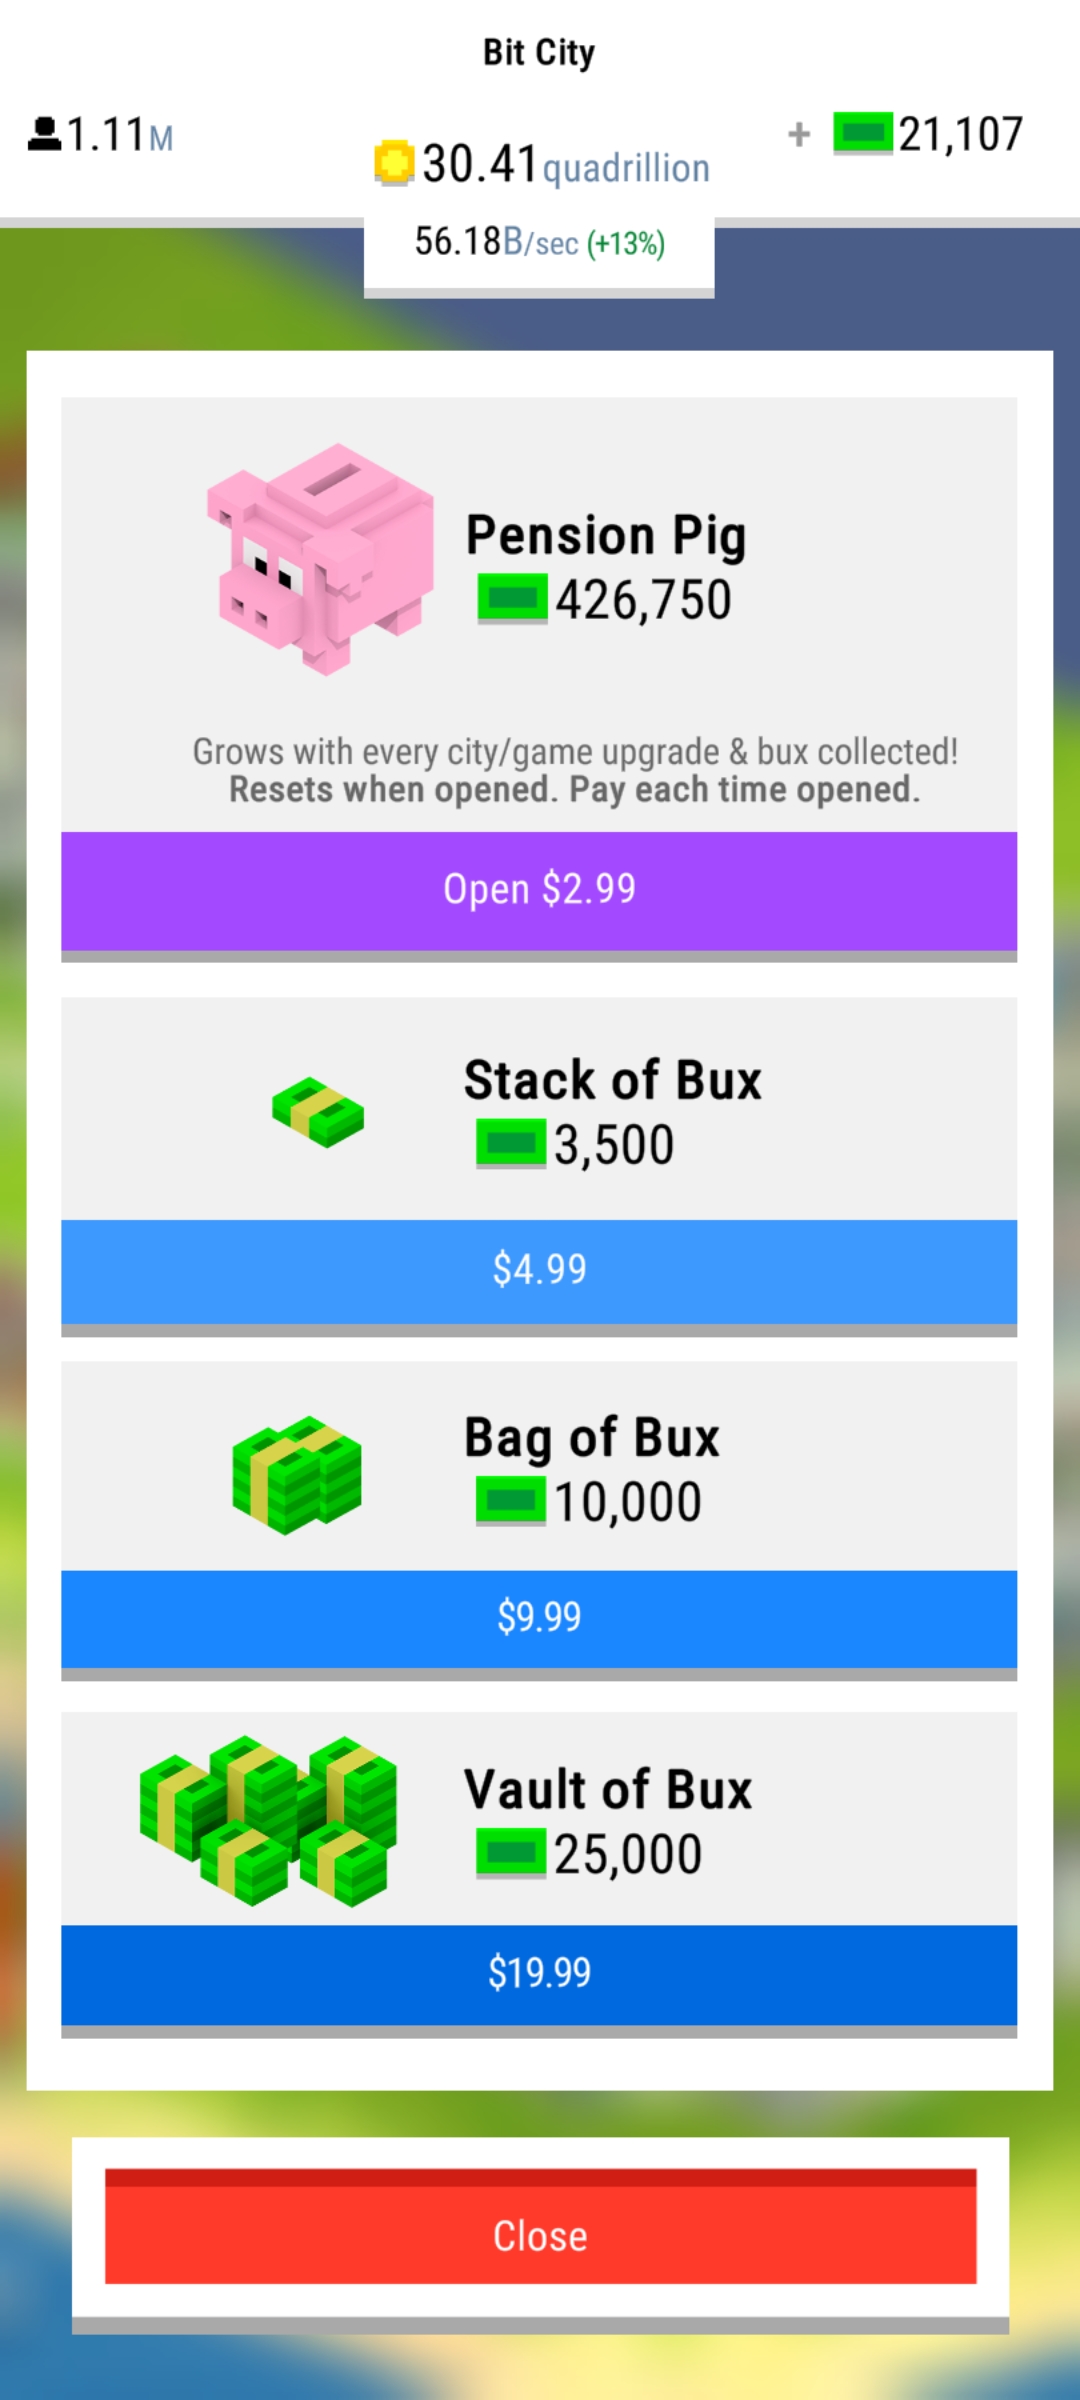 Bit City
1.11M
+ 21,107
30.41quadrillion
56.18B/sec (+13%)
Pension Pig
426,750
Grows with every city/game upgrade & bux collected!
Resets when opened. Pay each time opened.
Open $2.99
Stack of Bux
3,500
$4.99
Bag of Bux
10,000
$9.99
Vault of Bux
25,000
$19.99
Close